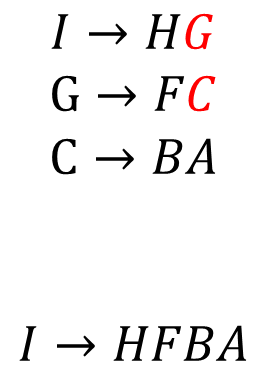 I → HG
G → FC
C → BA
I → HFBA